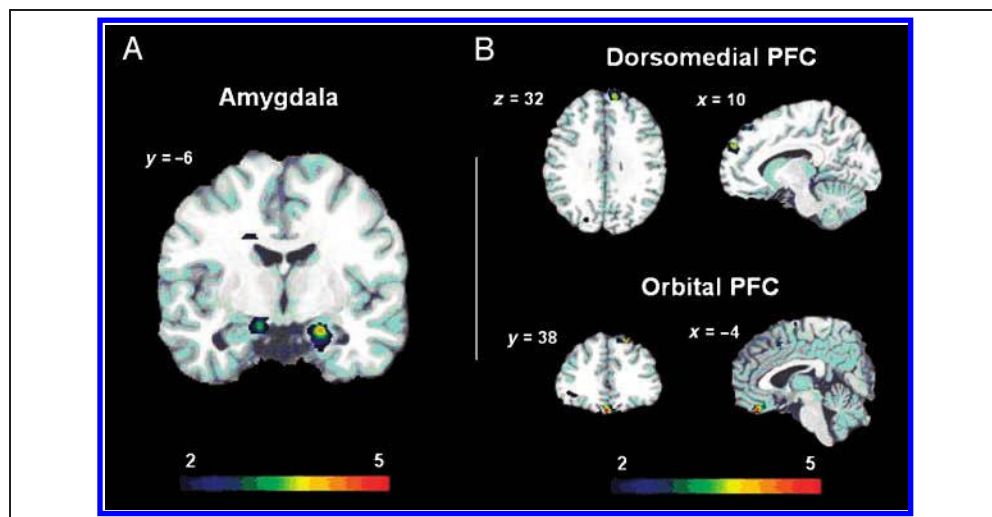 A
Amygdala
y = –6
2 5
B
Dorsomedial PFC
z = 32
x = 10
Orbital PFC
y = 38
x = –4
2 5